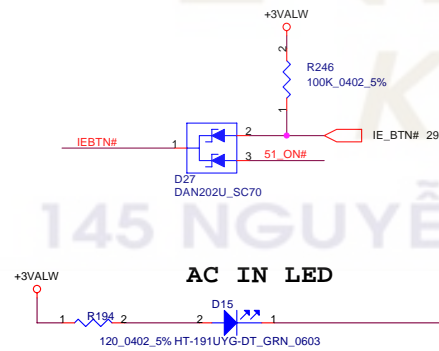 +3VALW
2
R246
100K_0402_5%
1
IEBTN# 1 2 IE_BTN# 29
3 51_ON#
D27
DAN202U_SC70
K
145 NGUYỄ
AC IN LED
+3VALW
D15
1 R194 2 2 1
120_0402_5% HT-191UYG-DT_GRN_0603